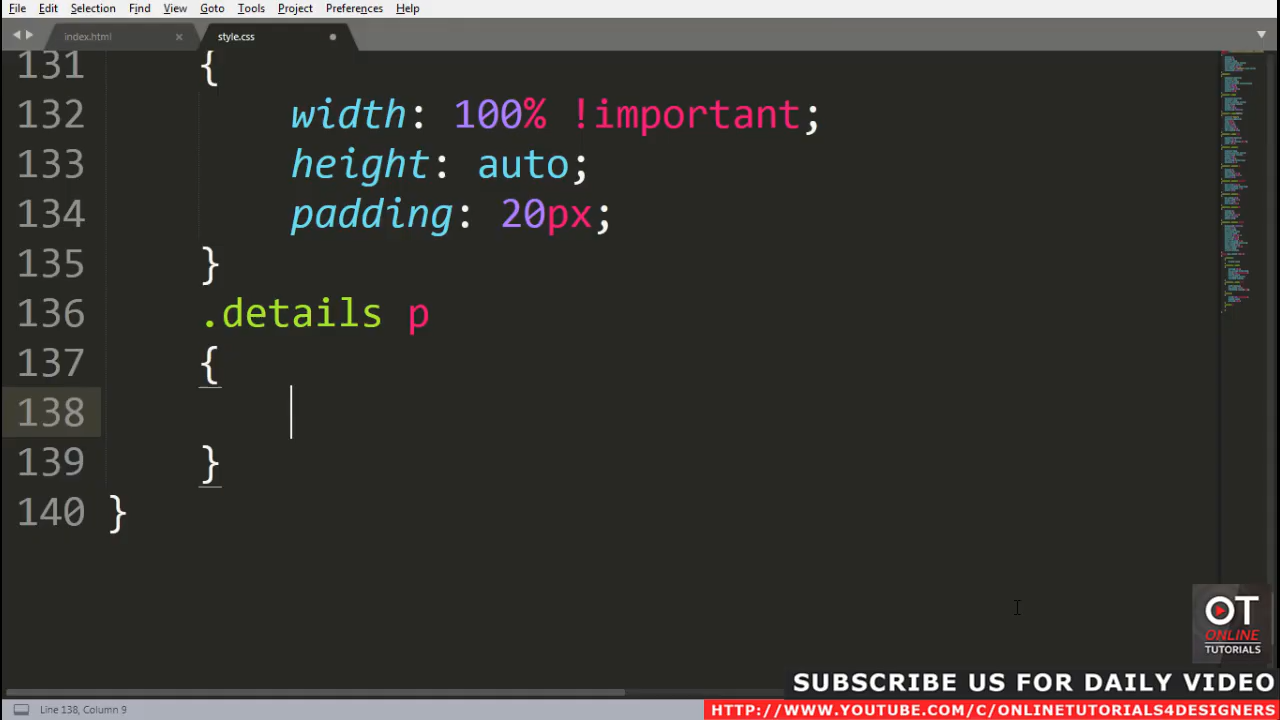 File Edit Selection Find View Goto Tools Project Preferences Help
index.html × style.css
131 {
132 width: 100% !important;
133 height: auto;
134 padding: 20px;
135 }
136 .details p
137 {
138
139 }
140 }
OT
ONLINE
TUTORIALS
SUBSCRIBE US FOR DAILY VIDEO
Line 138, Column 9
HTTP://WWW.YOUTUBE.COM/C/ONLINETUTORIALS4DESIGNERS